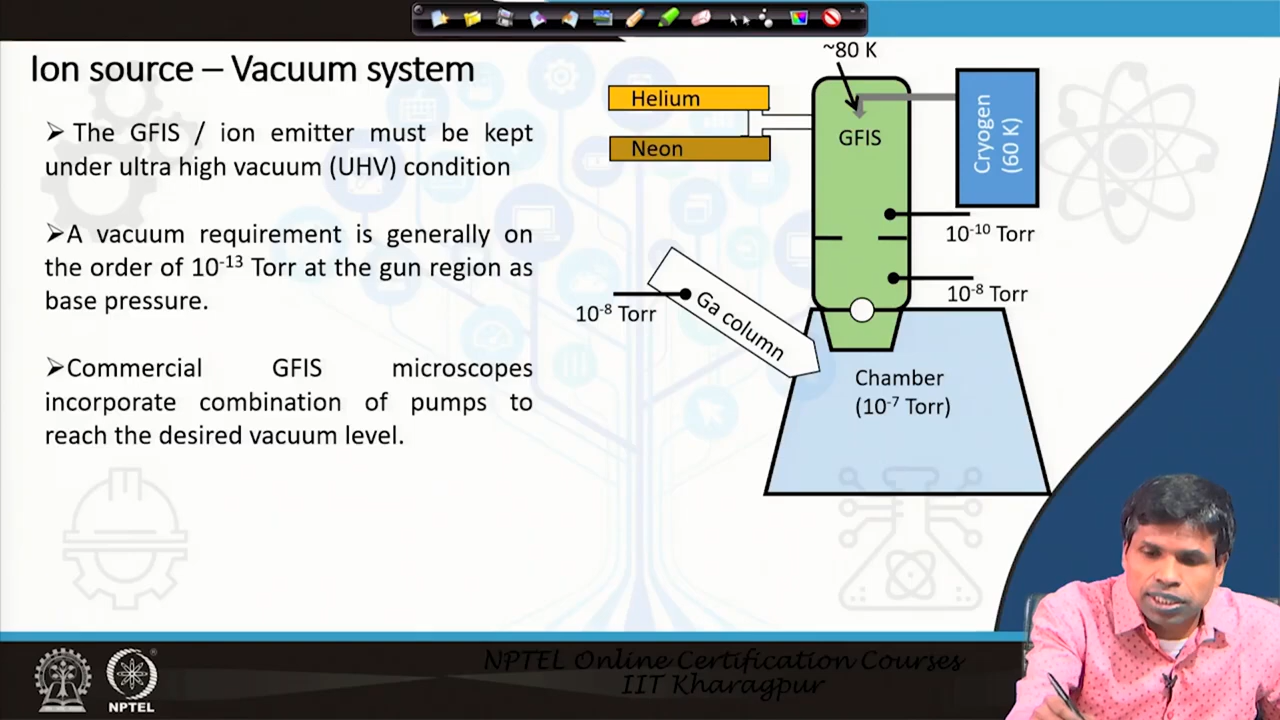 Ion source – Vacuum system
➢ The GFIS / ion emitter must be kept
under ultra high vacuum (UHV) condition
➢A vacuum requirement is generally on
the order of 10⁻¹³ Torr at the gun region as
base pressure.
➢Commercial GFIS microscopes
incorporate combination of pumps to
reach the desired vacuum level.
~80 K
Helium
Neon
GFIS
Cryogen
(60 K)
10⁻¹⁰ Torr
10⁻⁸ Torr
10⁻⁸ Torr
Ga column
Chamber
(10⁻⁷ Torr)
NPTEL
NPTEL Online Certification Courses
IIT Kharagpur